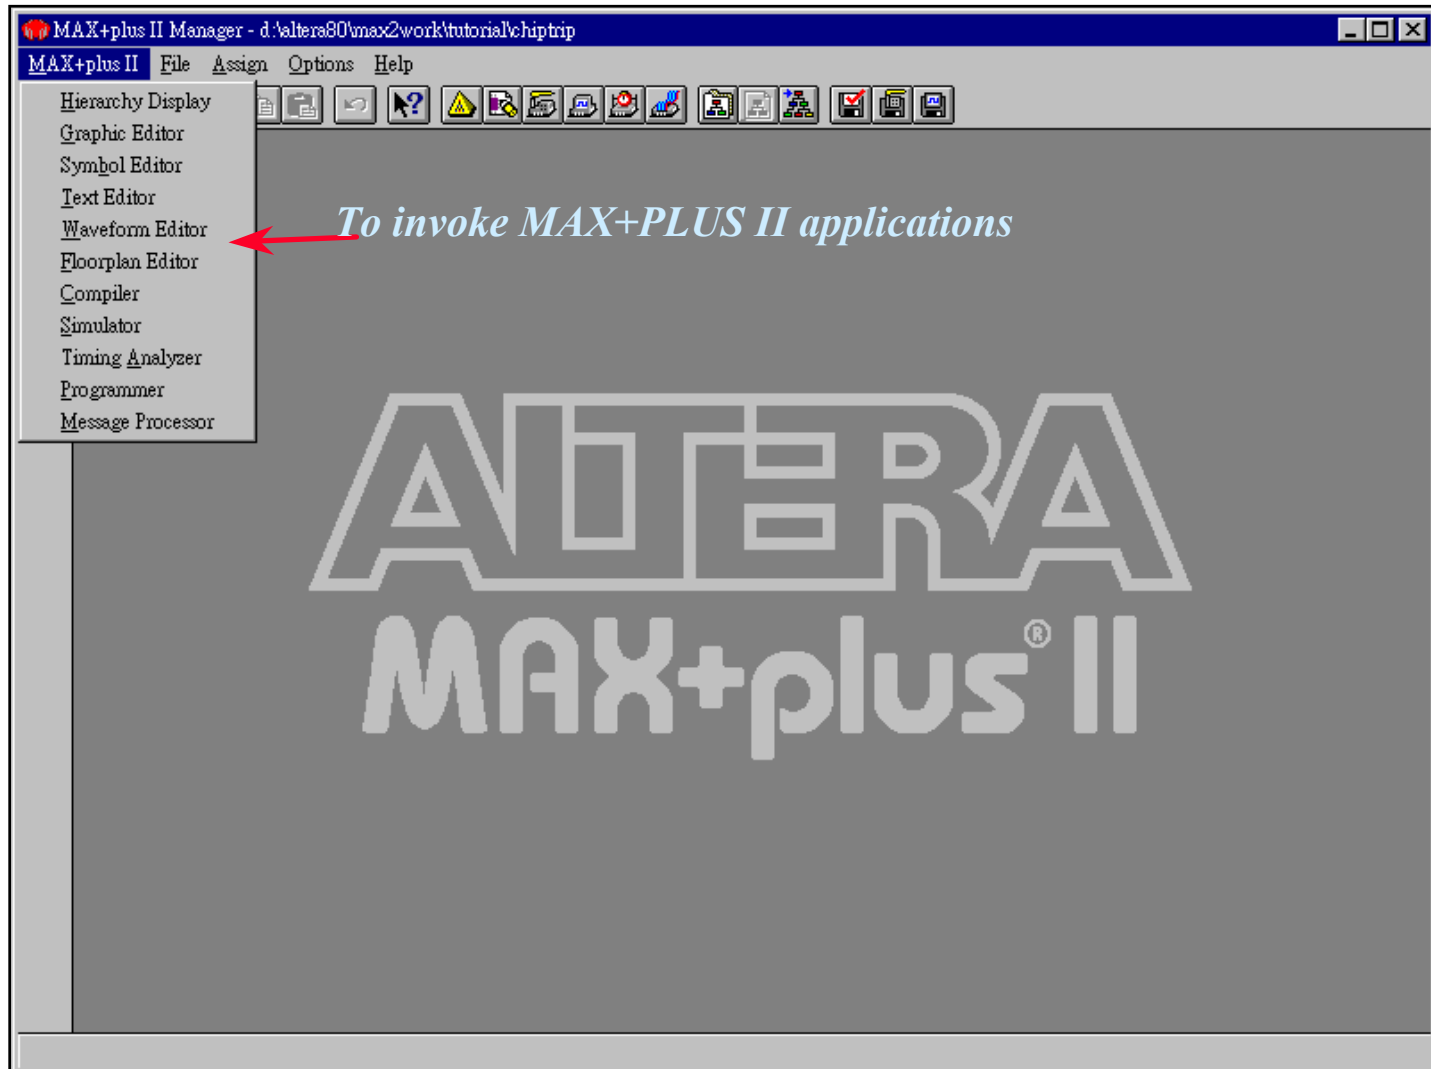 MAX+plus II Manager - d:\altera80\max2work\tutorial\chiptrip
MAX+plus II File Assign Options Help
Hierarchy Display
Graphic Editor
Symbol Editor
Text Editor
Waveform Editor
Floorplan Editor
Compiler
Simulator
Timing Analyzer
Programmer
Message Processor
To invoke MAX+PLUS II applications
ALTERA
MAX+plus® II